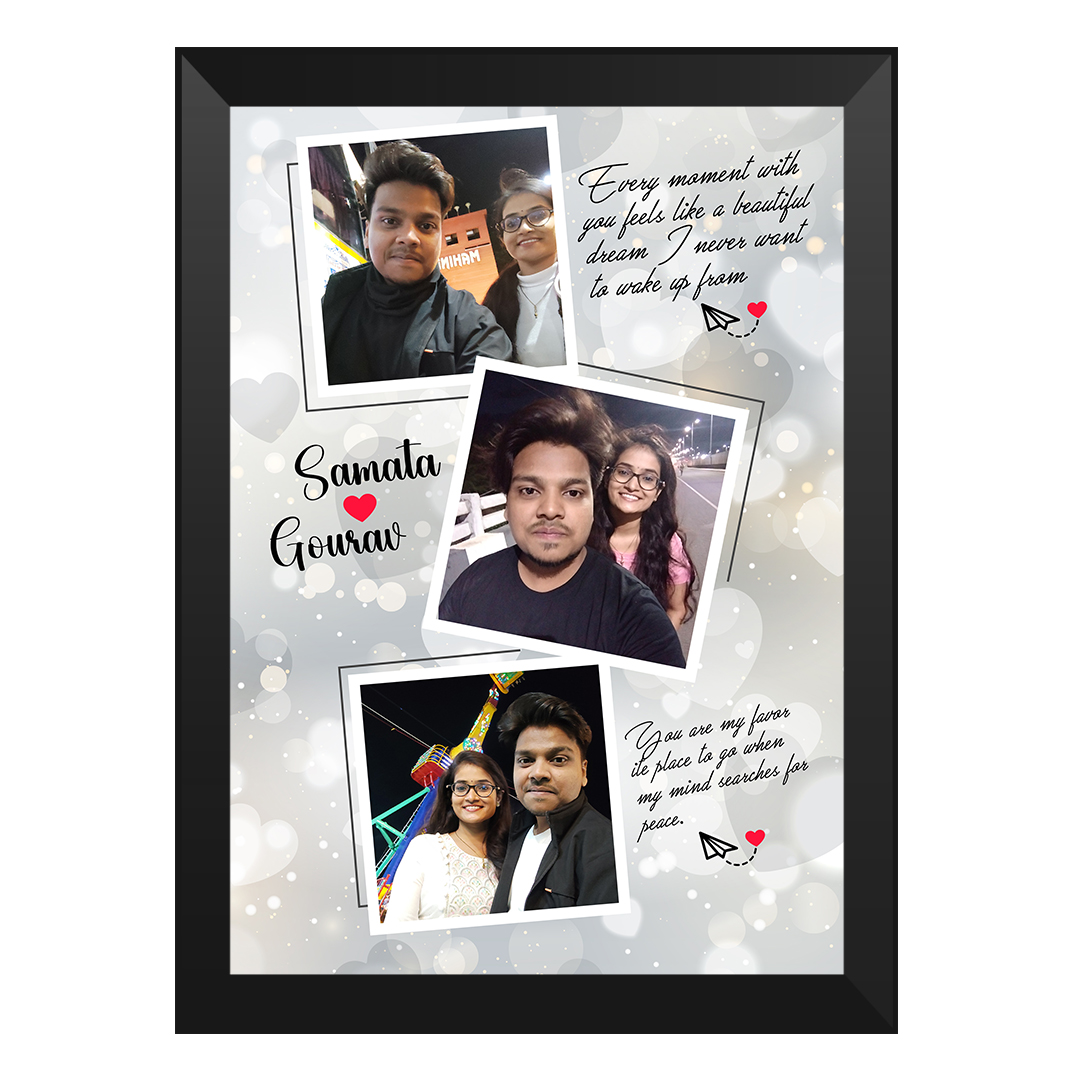 Every moment with
you feels like a beautiful
dream I never want
to wake up from
Samata
Gourav
You are my favor
ite place to go when
my mind searches for
peace.